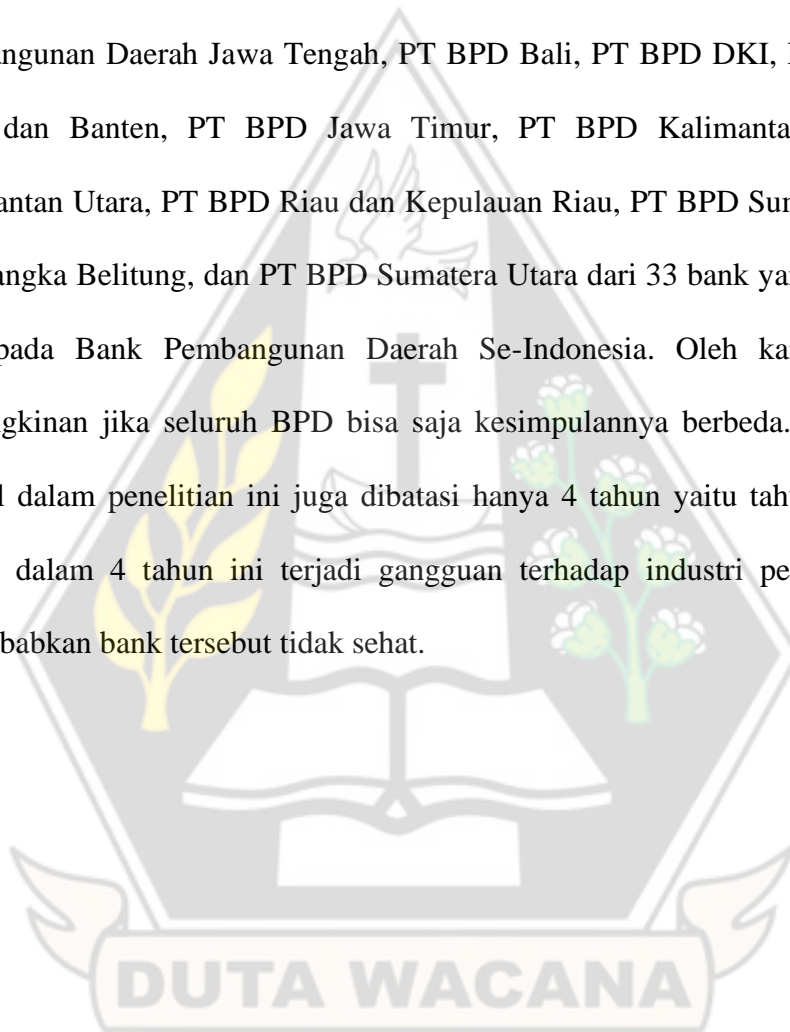 angunan Daerah Jawa Tengah, PT BPD Bali, PT BPD DKI,
dan Banten, PT BPD Jawa Timur, PT BPD Kalimanta
antan Utara, PT BPD Riau dan Kepulauan Riau, PT BPD Sum
angka Belitung, dan PT BPD Sumatera Utara dari 33 bank yan
pada Bank Pembangunan Daerah Se-Indonesia. Oleh kar
ngkinan jika seluruh BPD bisa saja kesimpulannya berbeda.
l dalam penelitian ini juga dibatasi hanya 4 tahun yaitu tah
dalam 4 tahun ini terjadi gangguan terhadap industri pe
babkan bank tersebut tidak sehat.
DUTA WACANA